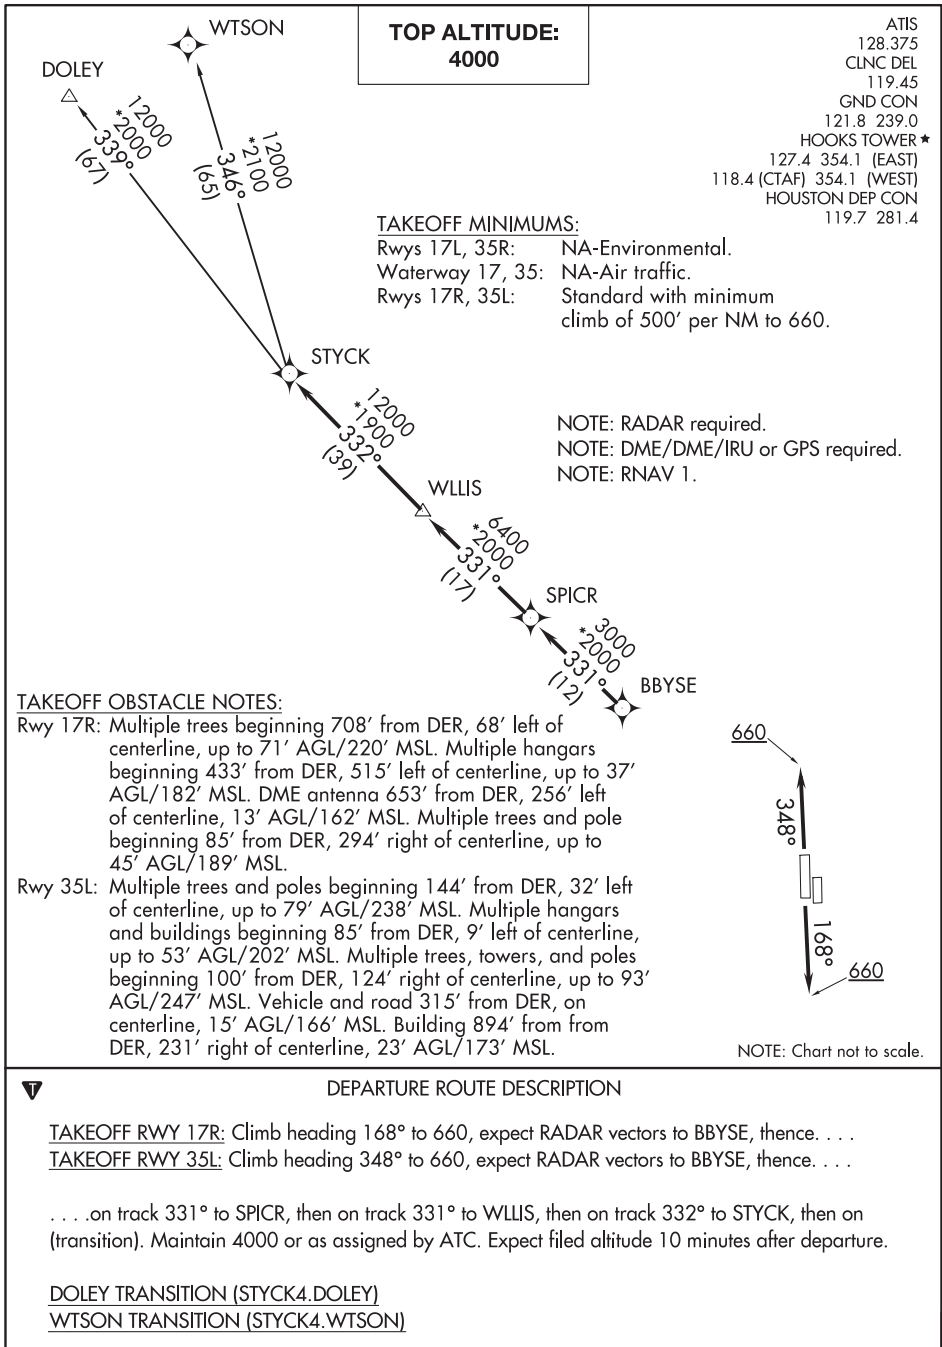 WTSON
DOLEY
TOP ALTITUDE:
4000
ATIS
128.375
CLNC DEL
119.45
GND CON
121.8 239.0
HOOKS TOWER ★
127.4 354.1 (EAST)
118.4 (CTAF) 354.1 (WEST)
HOUSTON DEP CON
119.7 281.4
12000
*2000
339°
(67)
12000
*2100
346°
(65)
TAKEOFF MINIMUMS:
Rwys 17L, 35R: NA-Environmental.
Waterway 17, 35: NA-Air traffic.
Rwys 17R, 35L: Standard with minimum
climb of 500′ per NM to 660.
STYCK
12000
*1900
332°
(39)
NOTE: RADAR required.
NOTE: DME/DME/IRU or GPS required.
NOTE: RNAV 1.
WLLIS
6400
*2000
331°
(17)
SPICR
3000
*2000
331°
(12)
BBYSE
TAKEOFF OBSTACLE NOTES:
Rwy 17R: Multiple trees beginning 708′ from DER, 68′ left of
centerline, up to 71′ AGL/220′ MSL. Multiple hangars
beginning 433′ from DER, 515′ left of centerline, up to 37′
AGL/182′ MSL. DME antenna 653′ from DER, 256′ left
of centerline, 13′ AGL/162′ MSL. Multiple trees and pole
beginning 85′ from DER, 294′ right of centerline, up to
45′ AGL/189′ MSL.
Rwy 35L: Multiple trees and poles beginning 144′ from DER, 32′ left
of centerline, up to 79′ AGL/238′ MSL. Multiple hangars
and buildings beginning 85′ from DER, 9′ left of centerline,
up to 53′ AGL/202′ MSL. Multiple trees, towers, and poles
beginning 100′ from DER, 124′ right of centerline, up to 93′
AGL/247′ MSL. Vehicle and road 315′ from DER, on
centerline, 15′ AGL/166′ MSL. Building 894′ from from
DER, 231′ right of centerline, 23′ AGL/173′ MSL.
660
348°
168°
660
NOTE: Chart not to scale.
T
DEPARTURE ROUTE DESCRIPTION
TAKEOFF RWY 17R: Climb heading 168° to 660, expect RADAR vectors to BBYSE, thence. . . .
TAKEOFF RWY 35L: Climb heading 348° to 660, expect RADAR vectors to BBYSE, thence. . . .
. . . .on track 331° to SPICR, then on track 331° to WLLIS, then on track 332° to STYCK, then on
(transition). Maintain 4000 or as assigned by ATC. Expect filed altitude 10 minutes after departure.
DOLEY TRANSITION (STYCK4.DOLEY)
WTSON TRANSITION (STYCK4.WTSON)